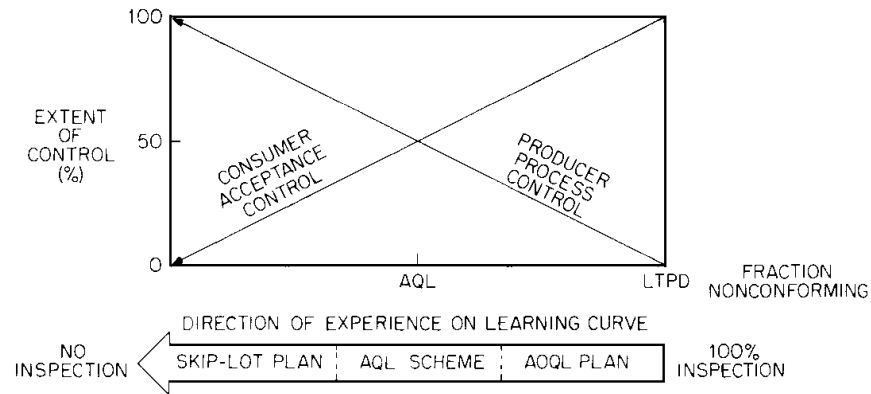 100
EXTENT
OF
CONTROL
(%)
50
0
CONSUMER
ACCEPTANCE
CONTROL
PRODUCER
PROCESS
CONTROL
AQL
LTPD
FRACTION
NONCONFORMING
DIRECTION OF EXPERIENCE ON LEARNING CURVE
NO
INSPECTION
SKIP-LOT PLAN
AQL SCHEME
AOQL PLAN
100%
INSPECTION